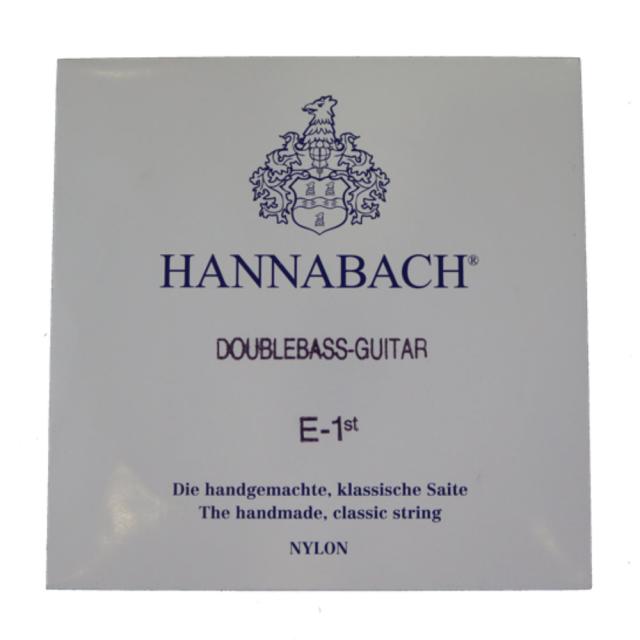 HANNABACH®
DOUBLEBASS-GUITAR
E-1st
Die handgemachte, klassische Saite
The handmade, classic string
NYLON